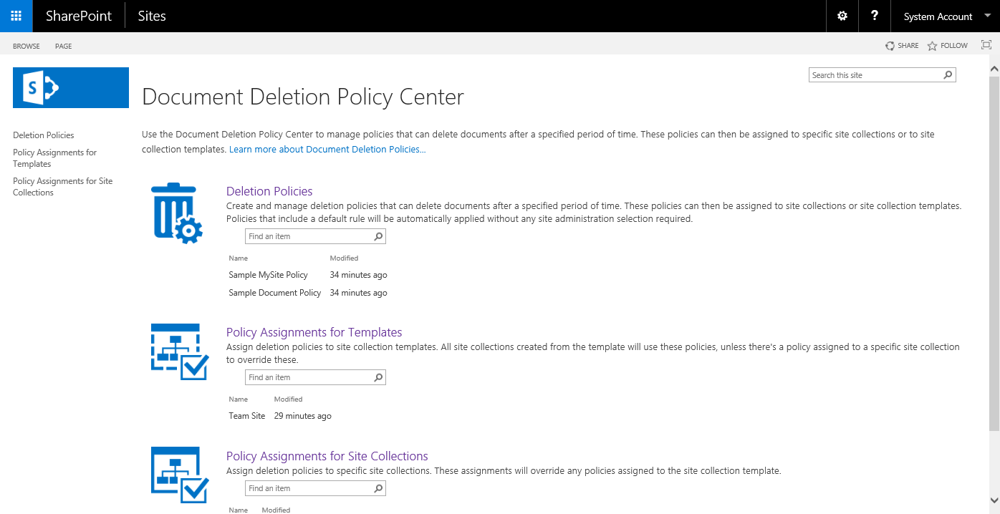 SharePoint Sites ? System Account
BROWSE PAGE SHARE FOLLOW
S
Search this site
Document Deletion Policy Center
Deletion Policies
Policy Assignments for
Templates
Policy Assignments for Site
Collections
Use the Document Deletion Policy Center to manage policies that can delete documents after a specified period of time. These policies can then be assigned to specific site collections or to site
collection templates. Learn more about Document Deletion Policies...
Deletion Policies
Create and manage deletion policies that can delete documents after a specified period of time. These policies can then be assigned to site collections or site collection templates.
Policies that include a default rule will be automatically applied without any site administration selection required.
Find an item
Name Modified
Sample MySite Policy 34 minutes ago
Sample Document Policy 34 minutes ago
Policy Assignments for Templates
Assign deletion policies to site collection templates. All site collections created from the template will use these policies, unless there's a policy assigned to a specific site collection
to override these.
Find an item
Name Modified
Team Site 29 minutes ago
Policy Assignments for Site Collections
Assign deletion policies to specific site collections. These assignments will override any policies assigned to the site collection template.
Find an item
Name Modified